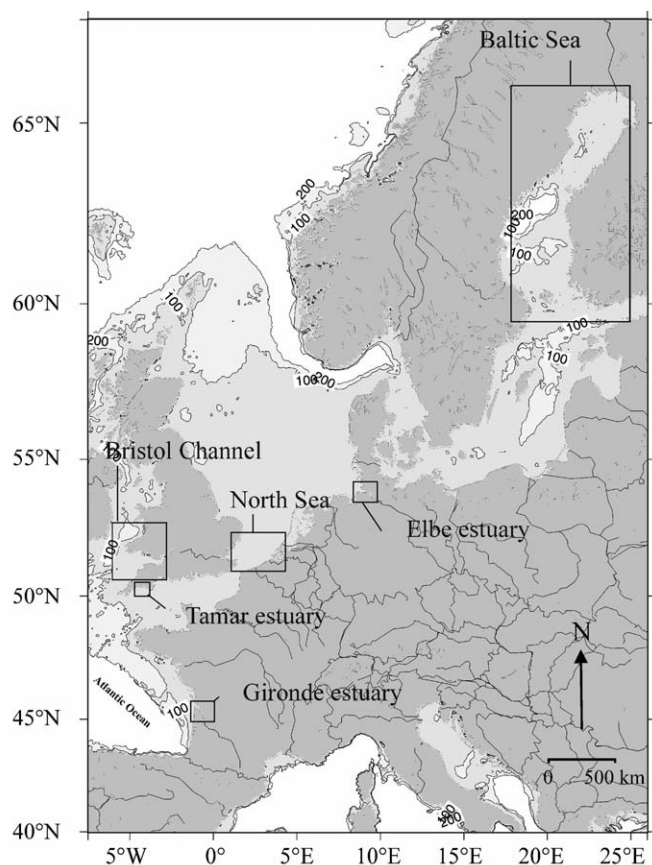 Baltic Sea
65°N
200
100
200
100
100
60°N
100
200
100
100
100
200
55°N
Bristol Channel
North Sea
Elbe estuary
100
50°N
Tamar estuary
N
Gironde estuary
100
Atlantic Ocean
45°N
0 500 km
200
40°N
5°W 0° 5°E 10°E 15°E 20°E 25°E